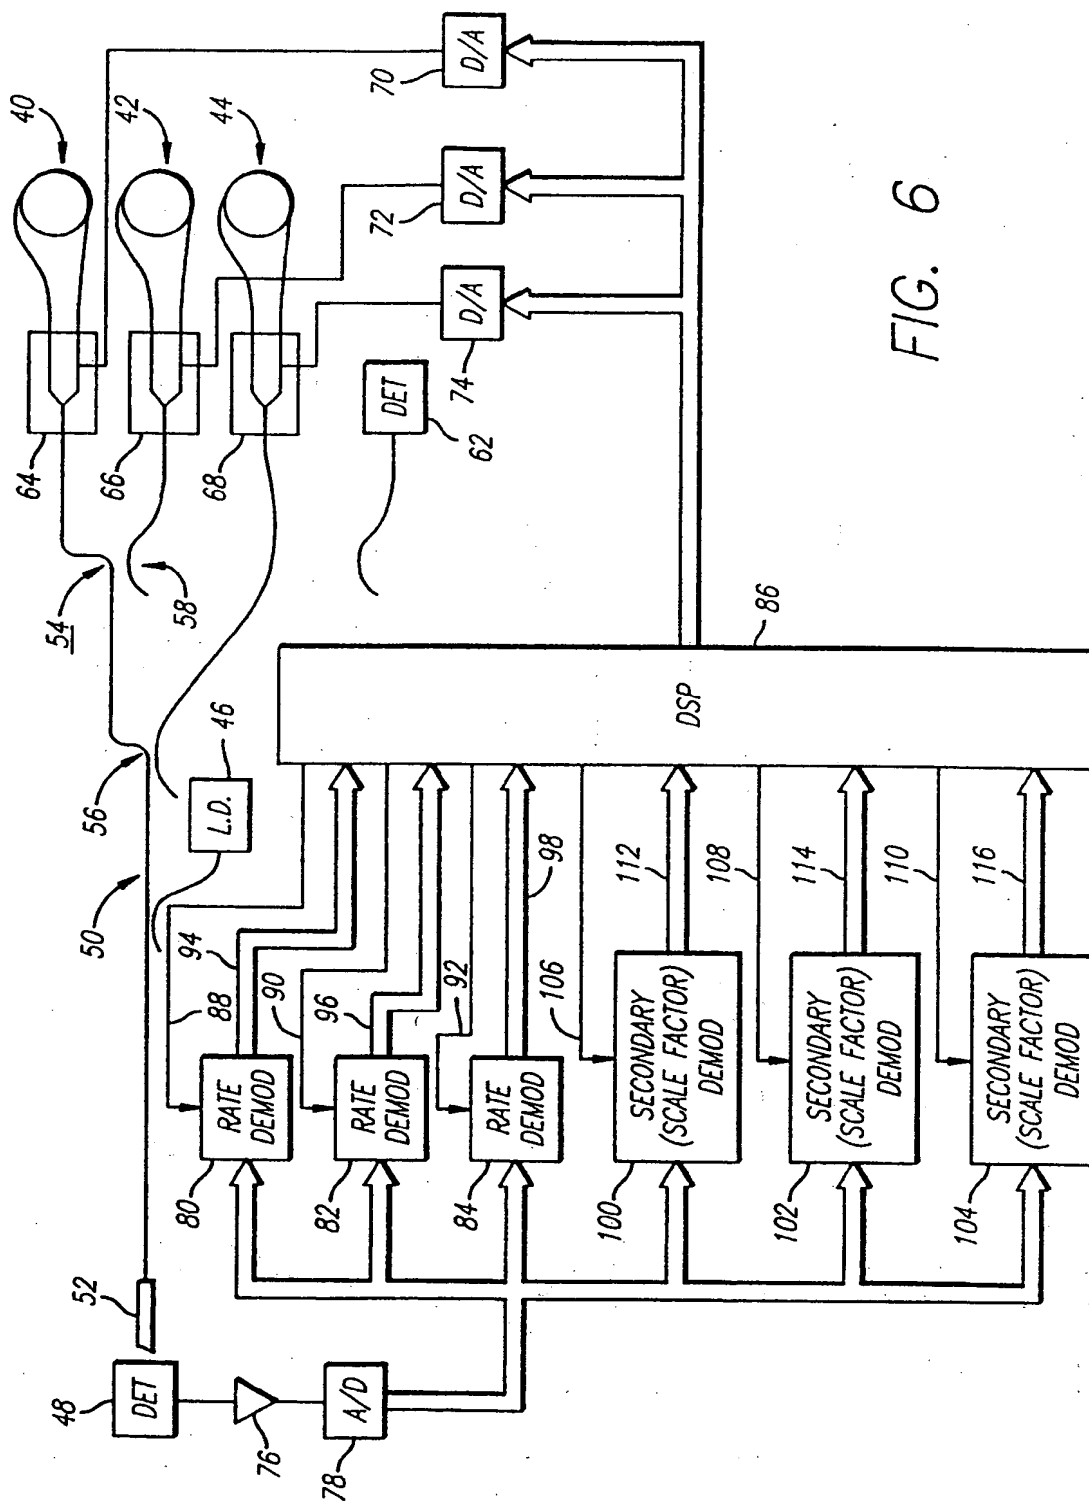 40
42
44
64
66
68
D/A
70
D/A
72
D/A
74
DET
62
54
58
56
50
L.D.
46
52
DET
48
76
A/D
78
RATE
DEMOD
80
88
94
RATE
DEMOD
82
90
96
RATE
DEMOD
84
92
98
SECONDARY
(SCALE FACTOR)
DEMOD
100
106
112
SECONDARY
(SCALE FACTOR)
DEMOD
102
108
114
SECONDARY
(SCALE FACTOR)
DEMOD
104
110
116
DSP
86
FIG. 6